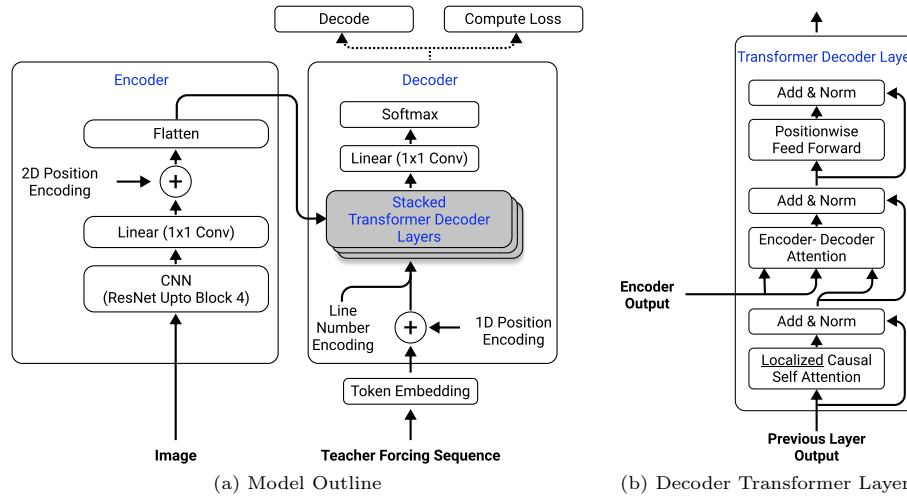 Decode
Compute Loss
Encoder
Flatten
2D Position
Encoding
+
Linear (1x1 Conv)
CNN
(ResNet Upto Block 4)
Image
Decoder
Softmax
Linear (1x1 Conv)
Stacked
Transformer Decoder
Layers
Line
Number
Encoding
+
1D Position
Encoding
Token Embedding
Teacher Forcing Sequence
(a) Model Outline
Transformer Decoder Laye
Add & Norm
Positionwise
Feed Forward
Add & Norm
Encoder- Decoder
Attention
Encoder
Output
Add & Norm
Localized Causal
Self Attention
Previous Layer
Output
(b) Decoder Transformer Layer